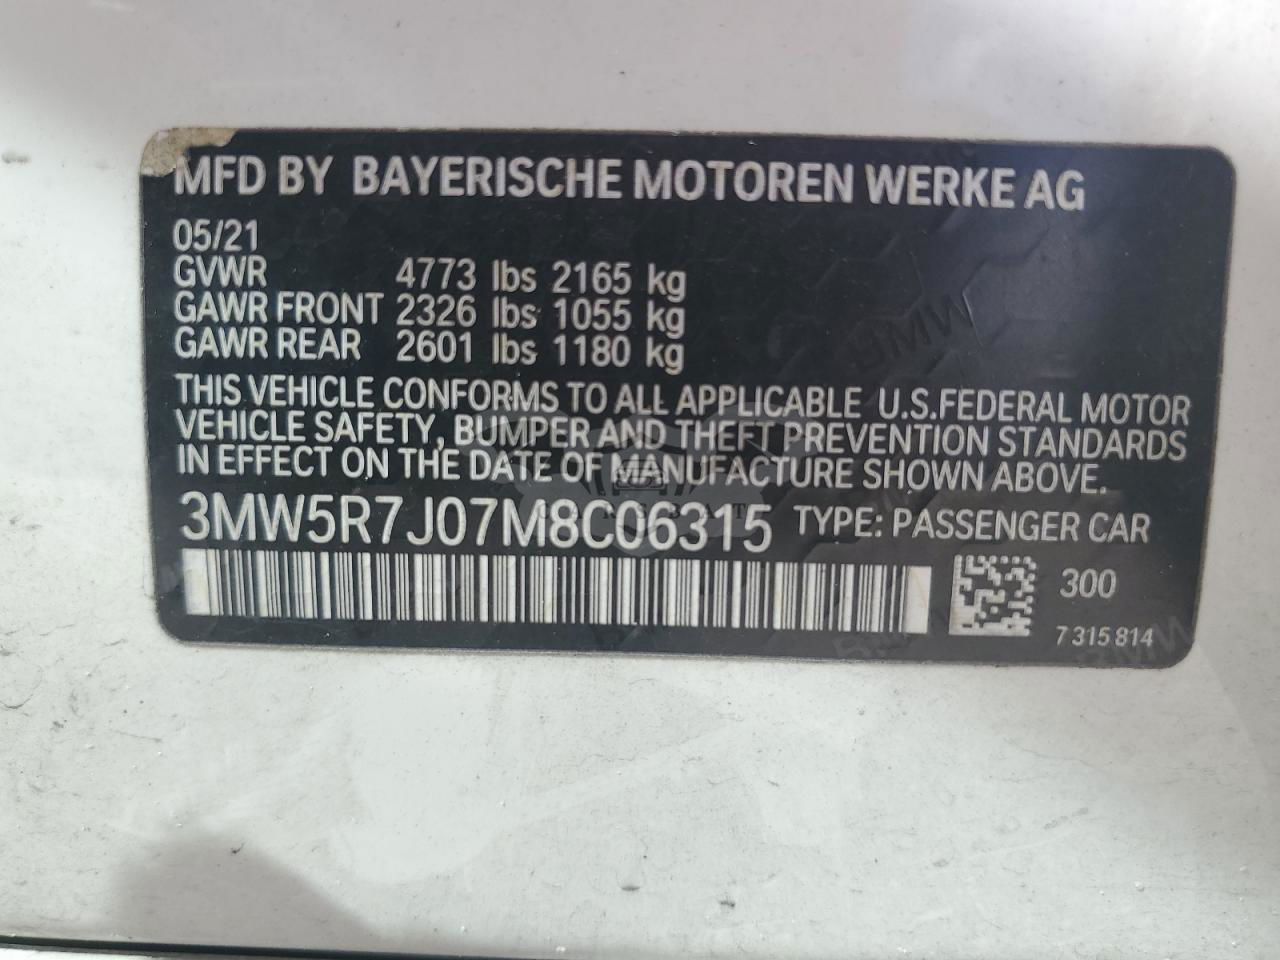 MFD BY BAYERISCHE MOTOREN WERKE AG
05/21
GVWR 4773 lbs 2165 kg
GAWR FRONT 2326 lbs 1055 kg
GAWR REAR 2601 lbs 1180 kg
THIS VEHICLE CONFORMS TO ALL APPLICABLE U.S.FEDERAL MOTOR
VEHICLE SAFETY, BUMPER AND THEFT PREVENTION STANDARDS
IN EFFECT ON THE DATE OF MANUFACTURE SHOWN ABOVE.
3MW5R7J07M8C06315 TYPE: PASSENGER CAR
300
7 315 814